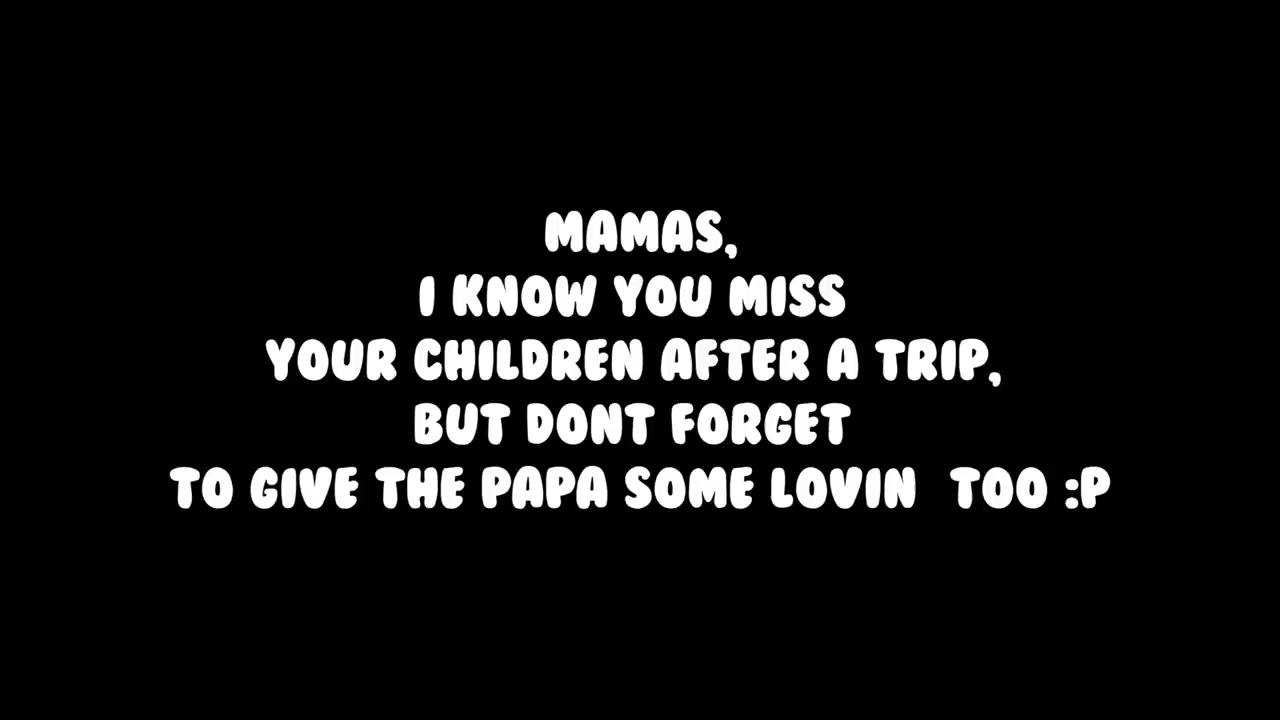 MAMAS,
I KNOW YOU MISS
YOUR CHILDREN AFTER A TRIP,
BUT DONT FORGET
TO GIVE THE PAPA SOME LOVIN  TOO :P